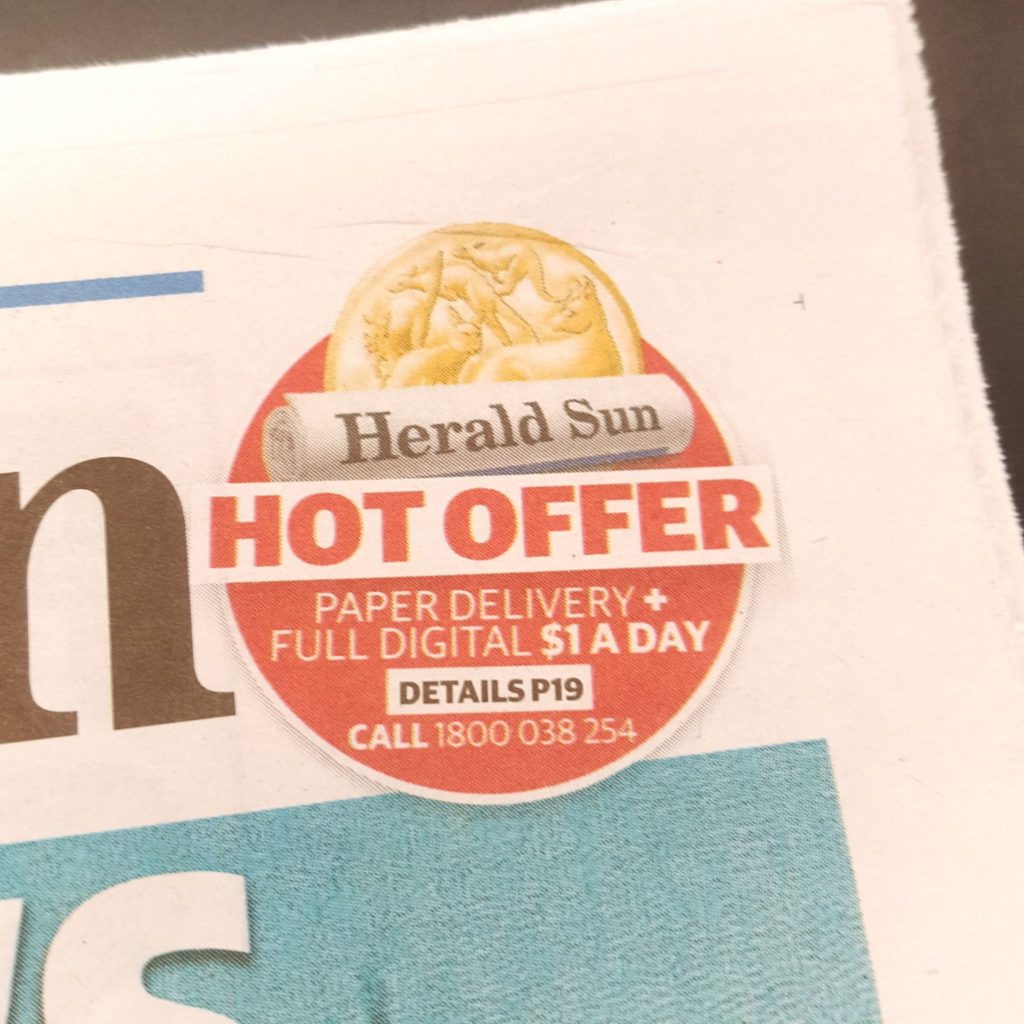 Herald Sun
HOT OFFER
PAPER DELIVERY +
FULL DIGITAL $1 A DAY
DETAILS P19
CALL 1800 038 254